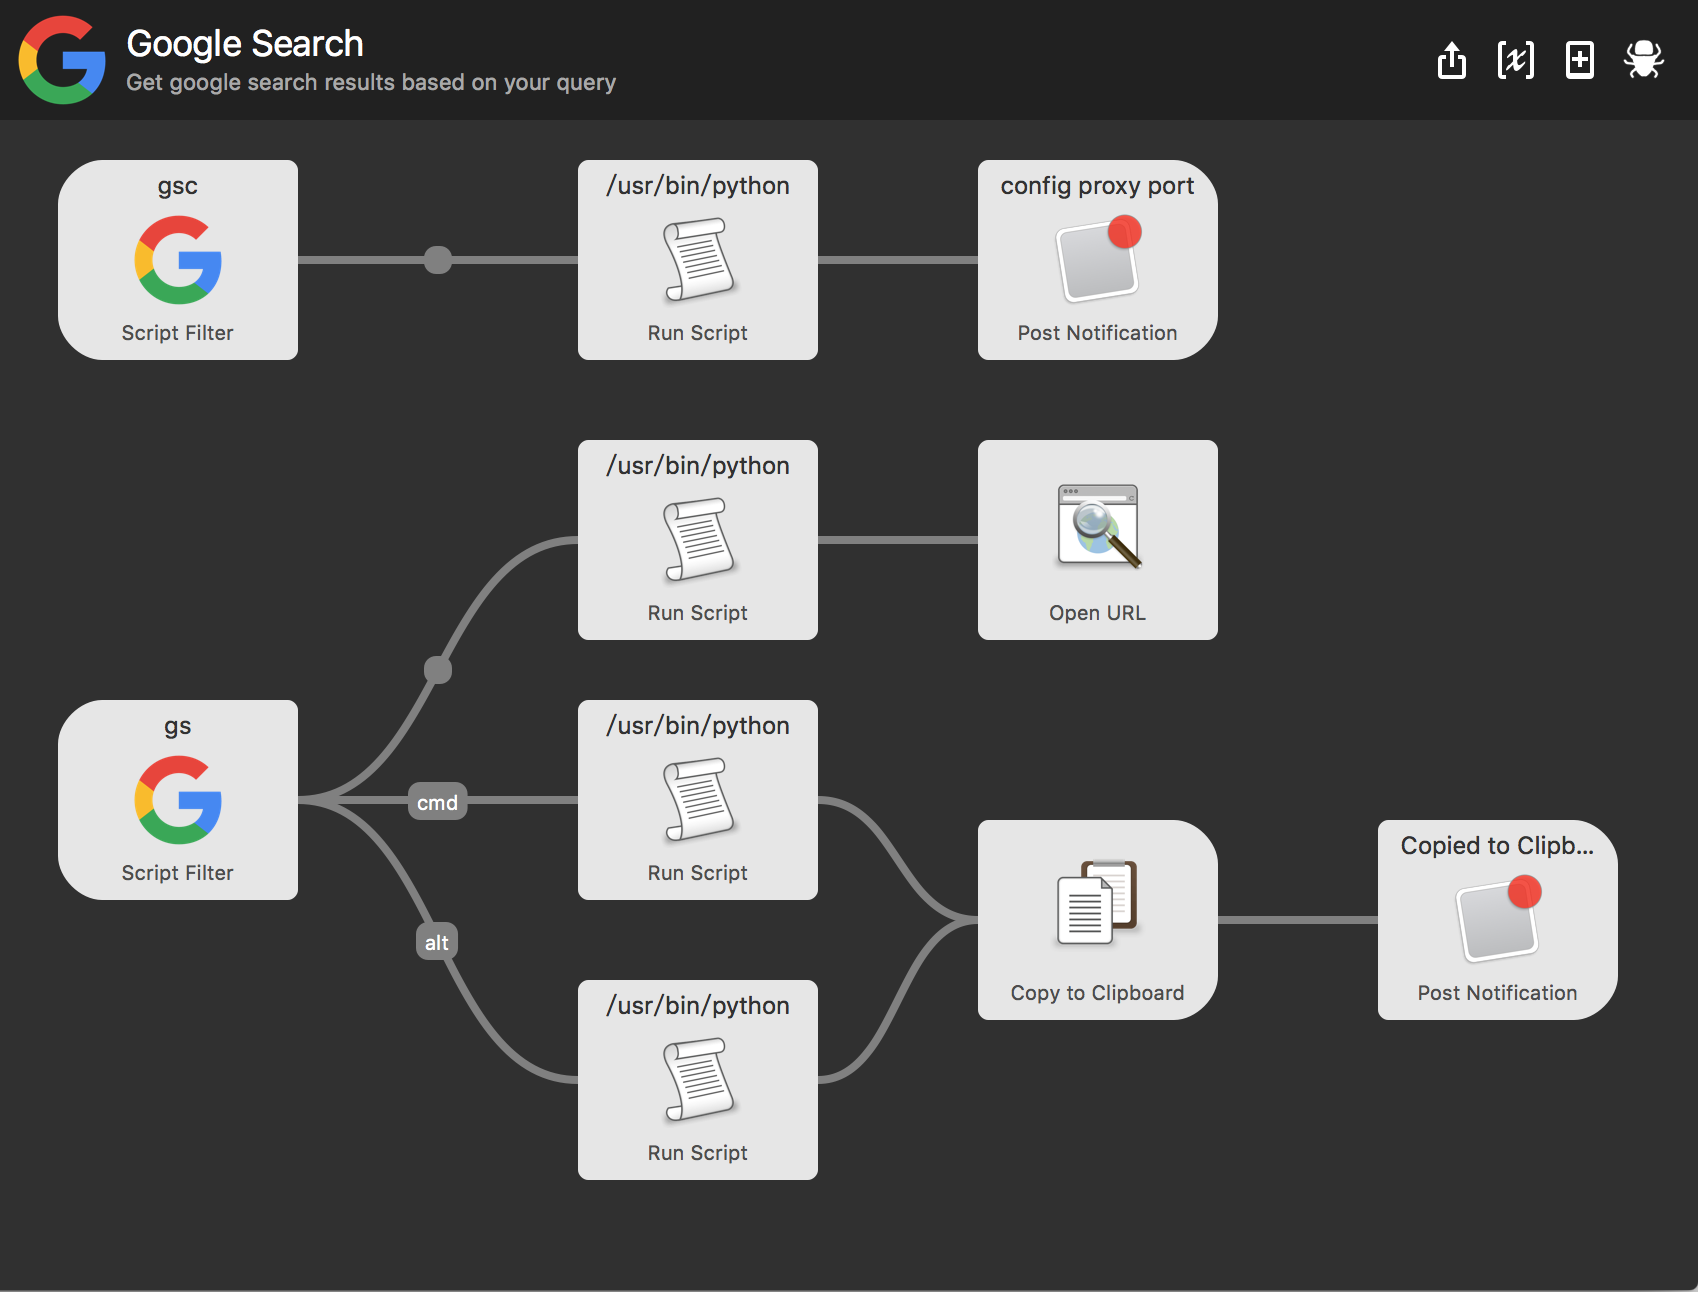 Google Search
Get google search results based on your query
gsc
Script Filter
/usr/bin/python
Run Script
config proxy port
Post Notification
/usr/bin/python
Run Script
Open URL
gs
Script Filter
cmd
/usr/bin/python
Run Script
alt
/usr/bin/python
Run Script
Copy to Clipboard
Copied to Clipb...
Post Notification